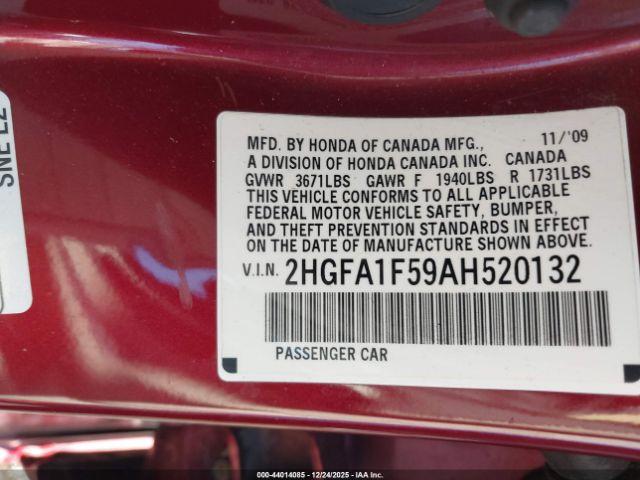 SNE L2
MFD. BY HONDA OF CANADA MFG., 11/'09
A DIVISION OF HONDA CANADA INC. CANADA
GVWR 3671LBS GAWR F 1940LBS R 1731LBS
THIS VEHICLE CONFORMS TO ALL APPLICABLE
FEDERAL MOTOR VEHICLE SAFETY, BUMPER,
AND THEFT PREVENTION STANDARDS IN EFFECT
ON THE DATE OF MANUFACTURE SHOWN ABOVE.
V.I.N. 2HGFA1F59AH520132
PASSENGER CAR
000-44014085 - 12/24/2025 - IAA Inc.